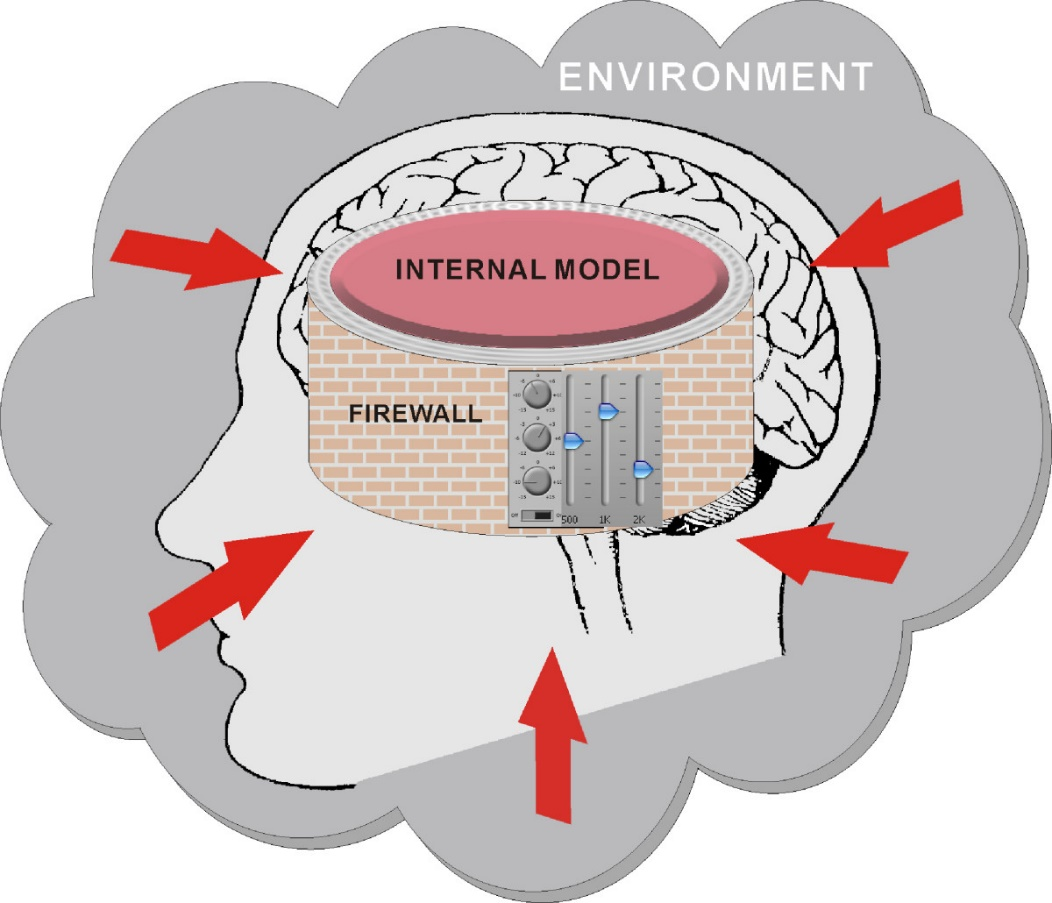 ENVIRONMENT
INTERNAL MODEL
FIREWALL
500 1K 2K